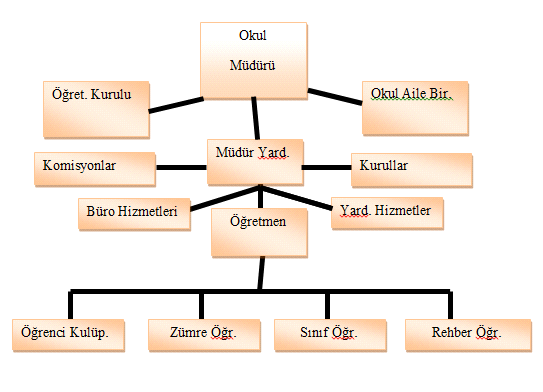 Okul
Müdürü
Öğret. Kurulu
Okul Aile Bir.
Müdür Yard.
Komisyonlar
Kurullar
Büro Hizmetleri
Yard. Hizmetler
Öğretmen
Öğrenci Kulüp.
Zümre Öğr.
Sınıf Öğr.
Rehber Öğr.